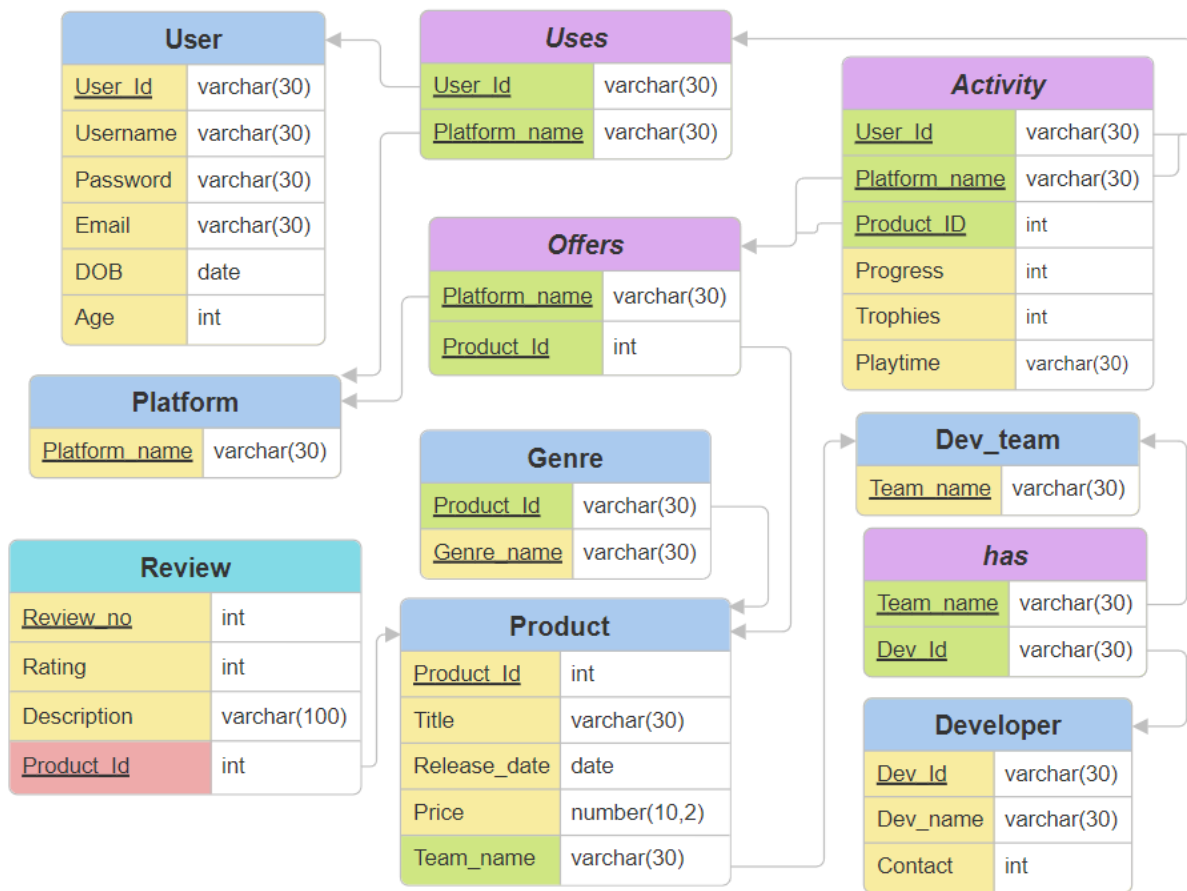 User
User_Id varchar(30)
Username varchar(30)
Password varchar(30)
Email varchar(30)
DOB date
Age int
Uses
User_Id varchar(30)
Platform_name varchar(30)
Activity
User_Id varchar(30)
Platform_name varchar(30)
Product_ID int
Progress int
Trophies int
Playtime varchar(30)
Offers
Platform_name varchar(30)
Product_Id int
Platform
Platform_name varchar(30)
Genre
Product_Id varchar(30)
Genre_name varchar(30)
Dev_team
Team_name varchar(30)
has
Team_name varchar(30)
Dev_Id varchar(30)
Review
Review_no int
Rating int
Description varchar(100)
Product_Id int
Product
Product_Id int
Title varchar(30)
Release_date date
Price number(10,2)
Team_name varchar(30)
Developer
Dev_Id varchar(30)
Dev_name varchar(30)
Contact int